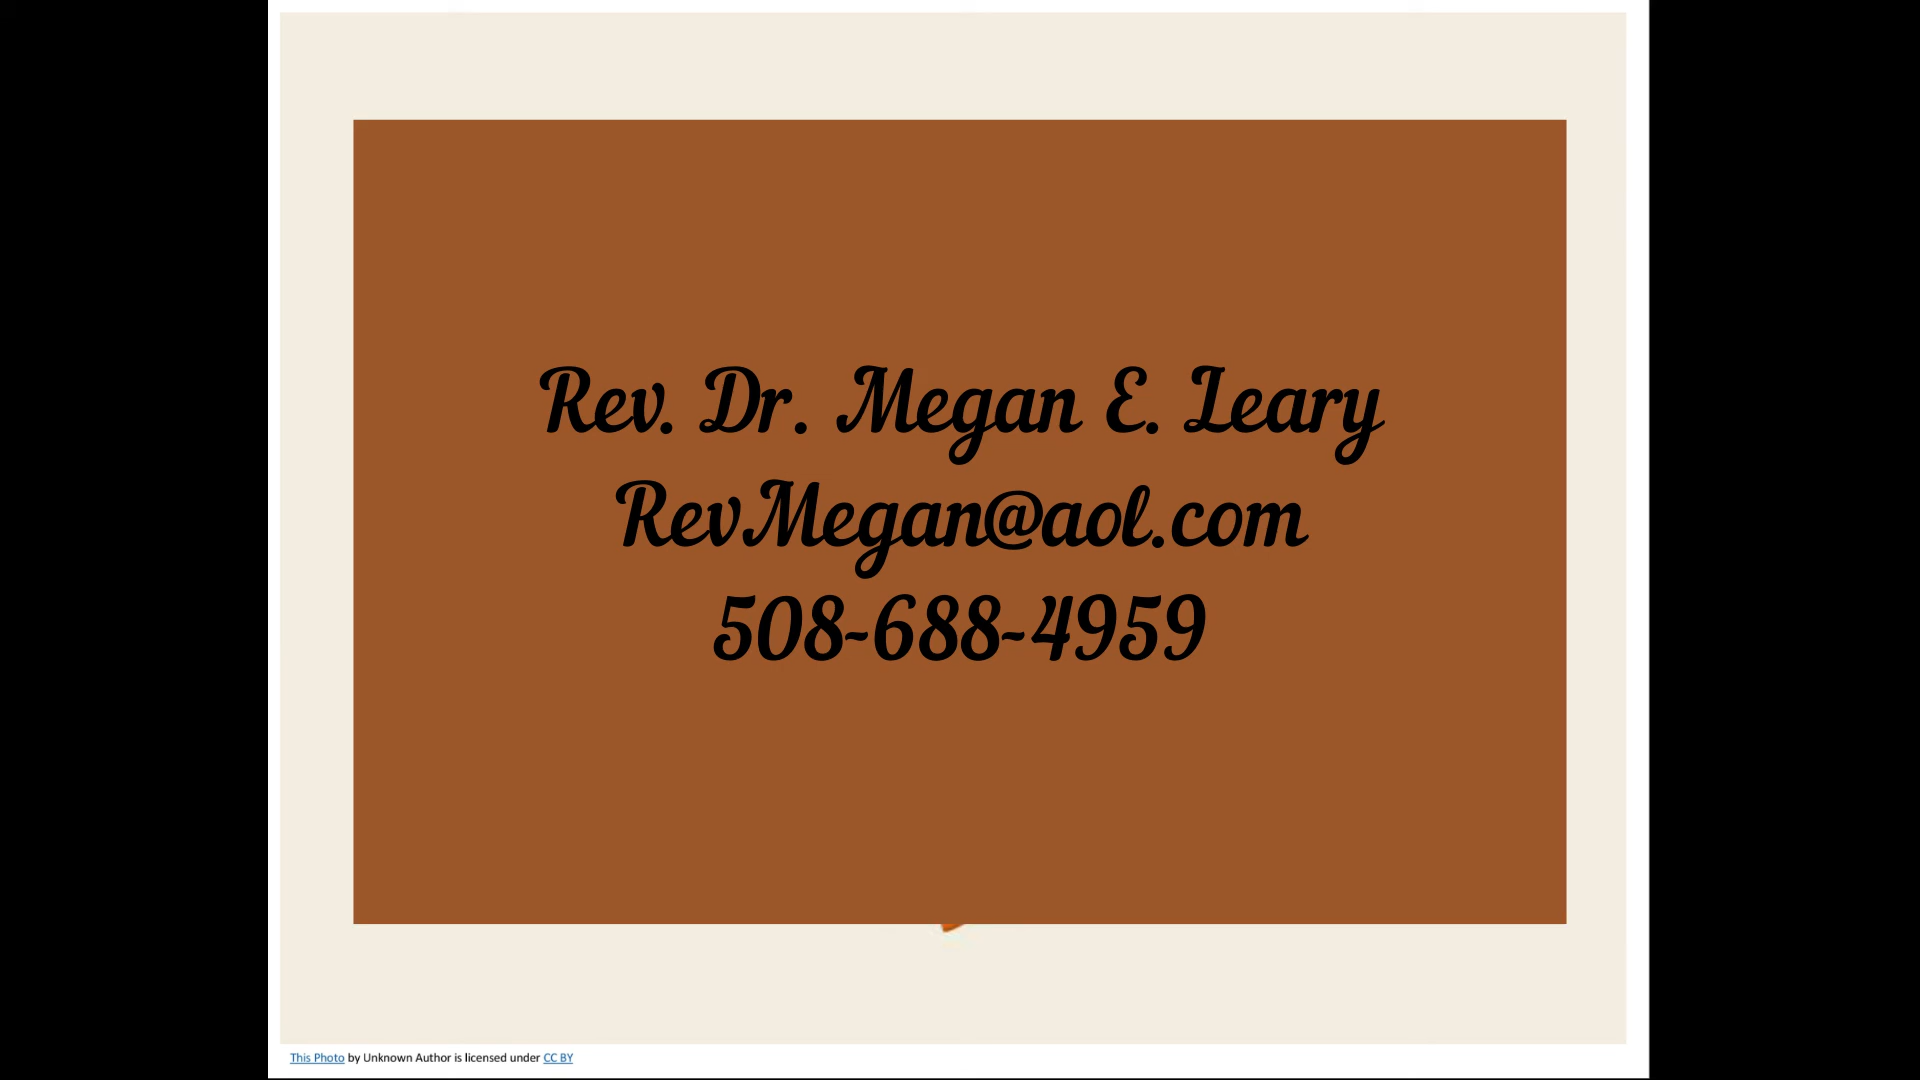 Rev. Dr. Megan E. Leary
RevMegan@aol.com
508-688-4959
This Photo by Unknown Author is licensed under CC BY